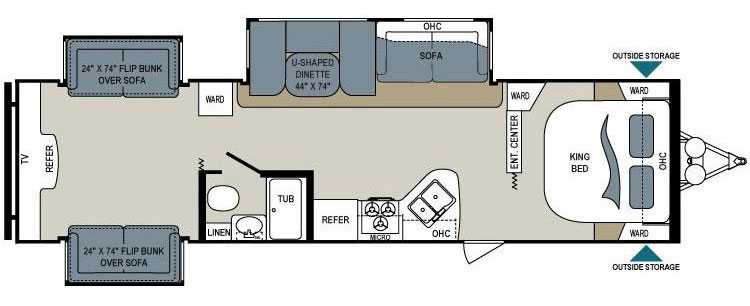 OHC
U-SHAPED
DINETTE
44" X 74"
SOFA
OUTSIDE STORAGE
24" X 74" FLIP BUNK
OVER SOFA
WARD
WARD
WARD
TV
REFER
ENT. CENTER
KING
BED
OHC
TUB
LINEN
REFER
MICRO
OHC
WARD
24" X 74" FLIP BUNK
OVER SOFA
OUTSIDE STORAGE